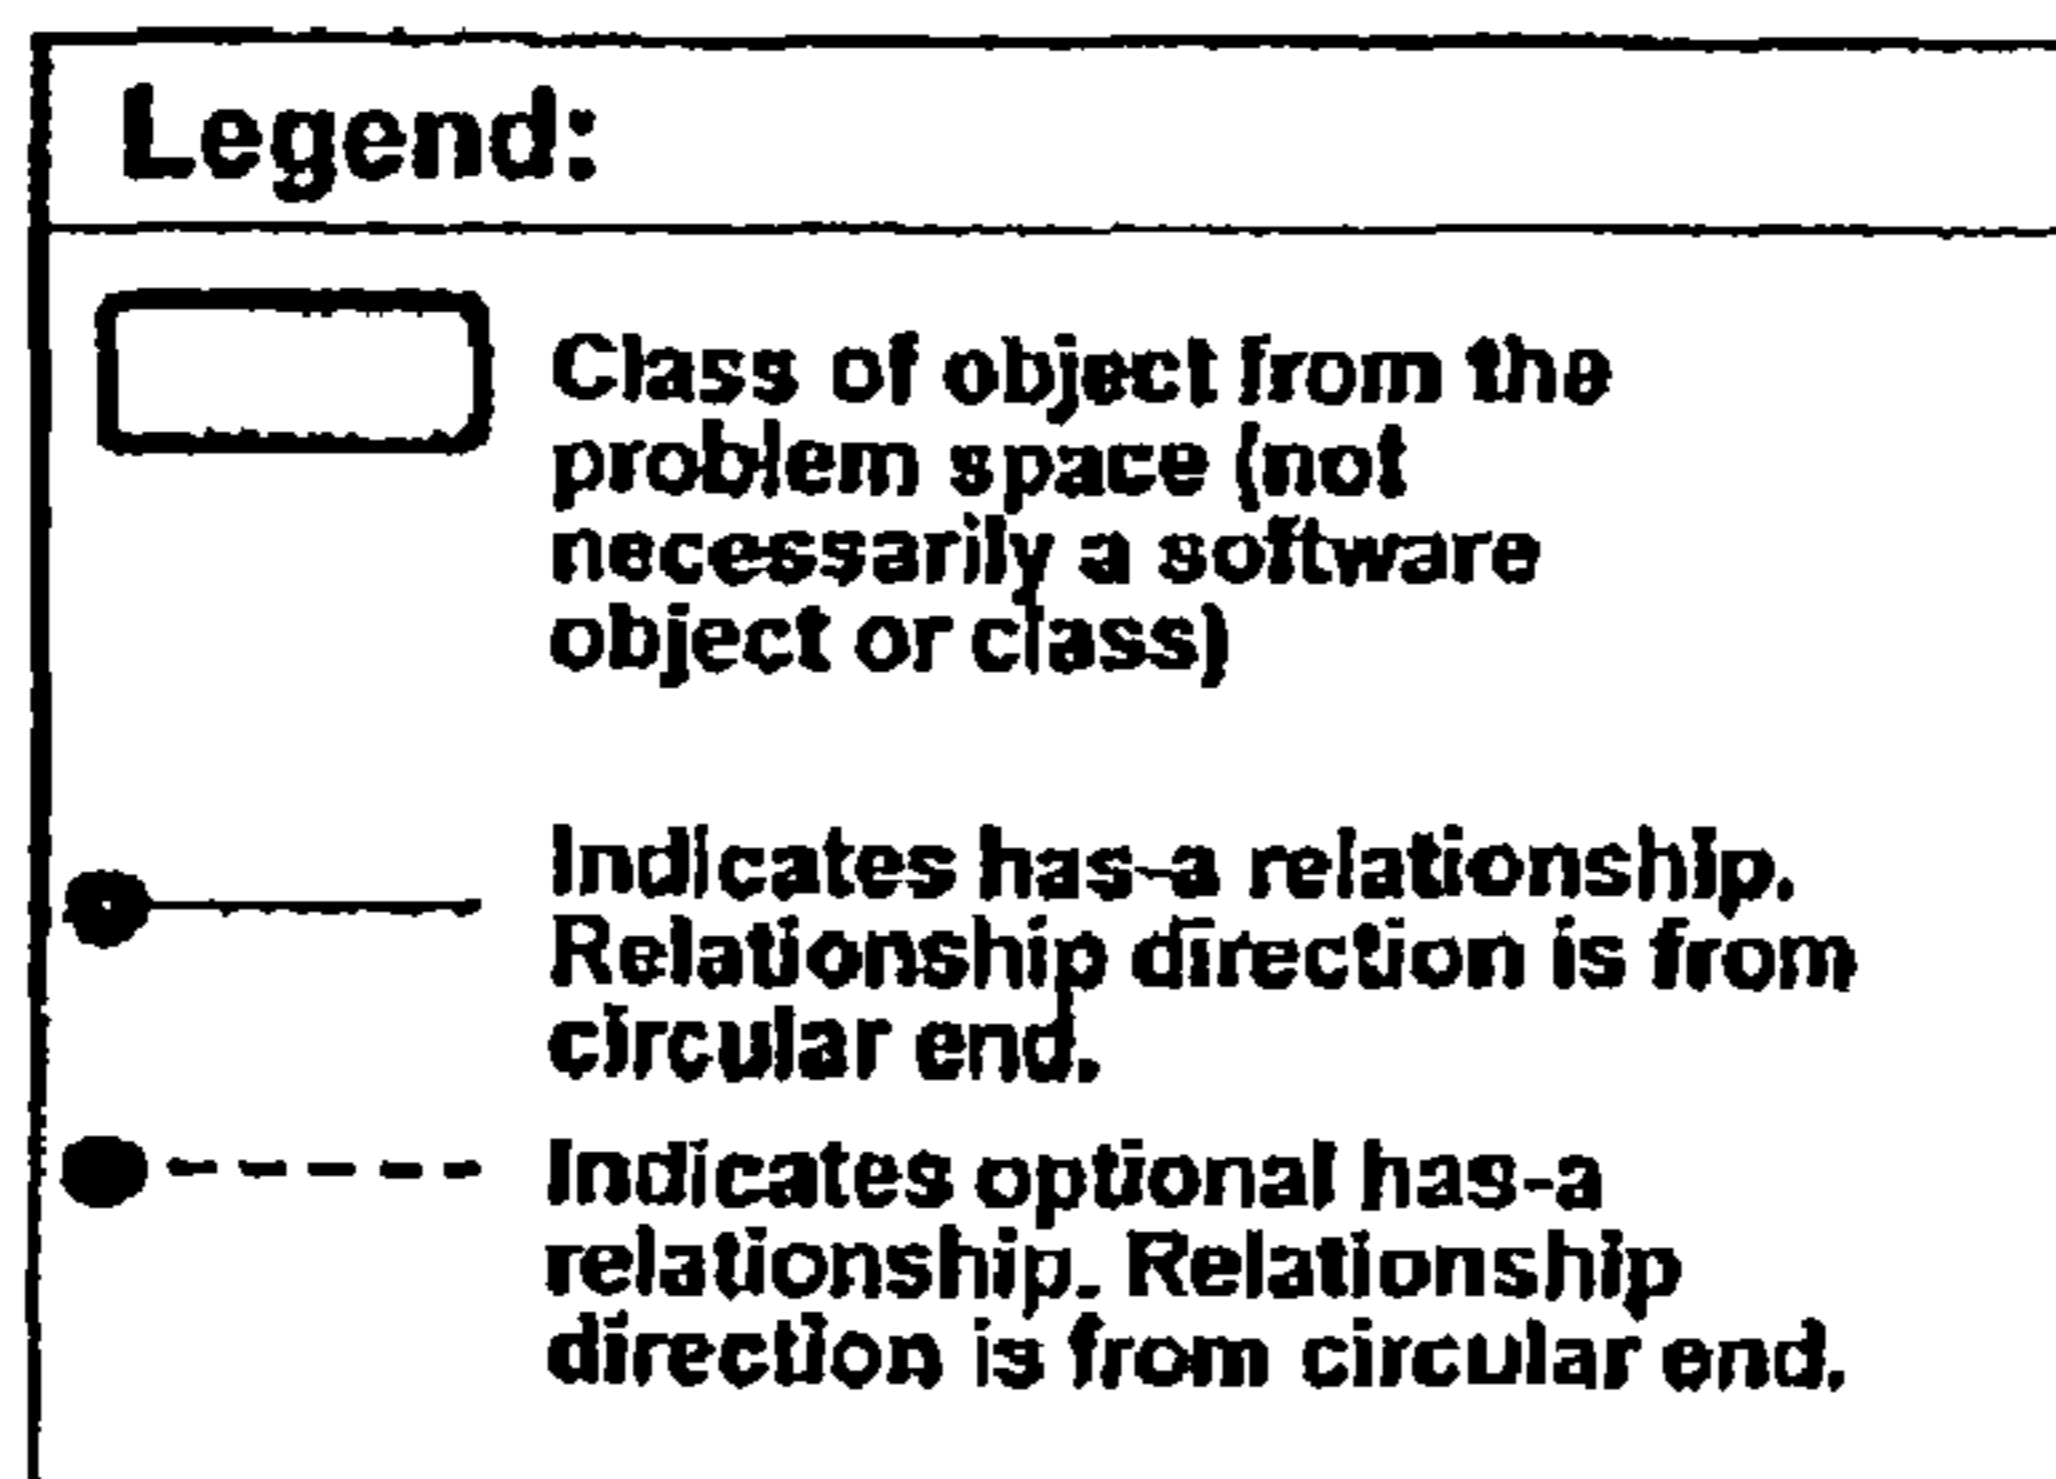 Legend:
Class of object from the
problem space (not
necessarily a software
object or class)
Indicates has-a relationship.
Relationship direction is from
circular end.
Indicates optional has-a
relationship. Relationship
direction is from circular end.